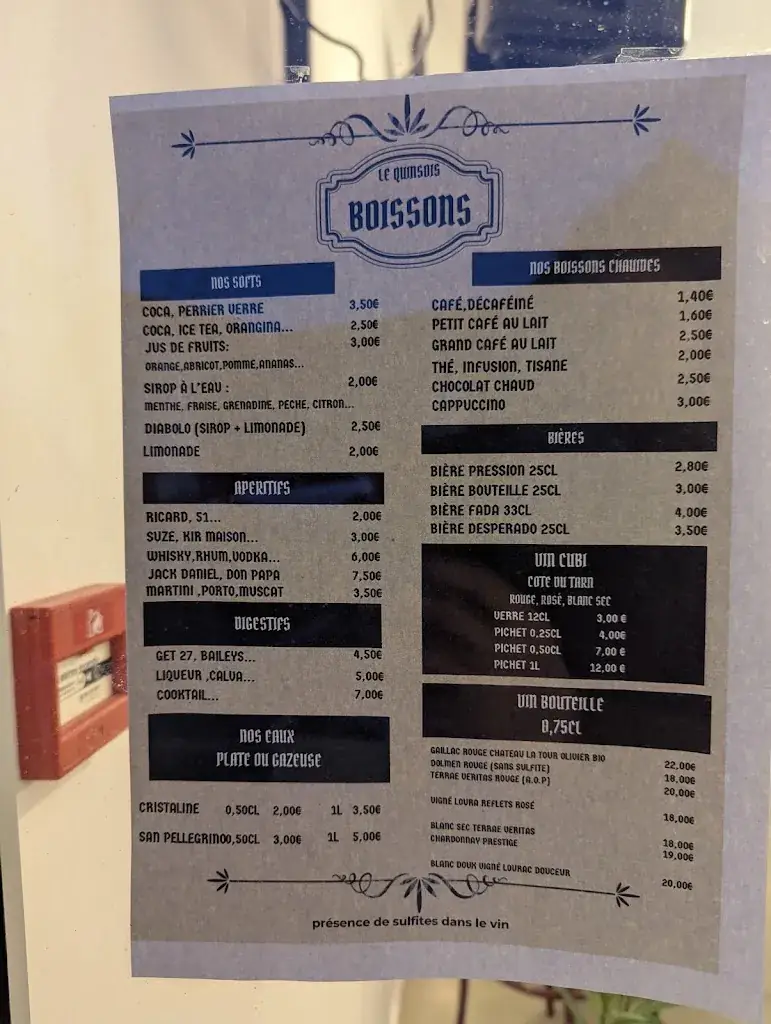 LE QUINSOIS
BOISSONS
NOS SOFTS
COCA, PERRIER VERRE 3,50€
COCA, ICE TEA, ORANGINA... 2,50€
JUS DE FRUITS: 3,00€
ORANGE,ABRICOT,POMME,ANANAS...
SIROP À L'EAU : 2,00€
MENTHE, FRAISE, GRENADINE, PECHE, CITRON...
DIABOLO (SIROP + LIMONADE) 2,50€
LIMONADE 2,00€
APERITIFS
RICARD, 51... 2,00€
SUZE, KIR MAISON... 3,00€
WHISKY,RHUM,VODKA... 6,00€
JACK DANIEL, DON PAPA 7,50€
MARTINI ,PORTO,MUSCAT 3,50€
DIGESTIFS
GET 27, BAILEYS... 4,50€
LIQUEUR ,CALVA... 5,00€
COOKTAIL... 7,00€
NOS EAUX
PLATE OU GAZEUSE
CRISTALINE 0,50CL 2,00€ 1L 3,50€
SAN PELLEGRINO0,50CL 3,00€ 1L 5,00€
NOS BOISSONS CHAUDES
CAFÉ,DÉCAFÉINÉ 1,40€
PETIT CAFÉ AU LAIT 1,60€
GRAND CAFÉ AU LAIT 2,50€
THÉ, INFUSION, TISANE 2,00€
CHOCOLAT CHAUD 2,50€
CAPPUCCINO 3,00€
BIÈRES
BIÈRE PRESSION 25CL 2,80€
BIÈRE BOUTEILLE 25CL 3,00€
BIÈRE FADA 33CL 4,00€
BIÈRE DESPERADO 25CL 3,50€
VIN CUBI
COTE DU TARN
ROUGE, ROSÉ, BLANC SEC
VERRE 12CL 3,00 €
PICHET 0,25CL 4,00€
PICHET 0,50CL 7,00 €
PICHET 1L 12,00 €
VIN BOUTEILLE
0,75CL
GAILLAC ROUGE CHATEAU LA TOUR OLIVIER BIO 22,00€
DOLMEN ROUGE (SANS SULFITE) 18,00€
TERRAE VERITAS ROUGE (A.O.P) 20,00€
VIGNÉ LOURA REFLETS ROSÉ 18,00€
BLANC SEC TERRAE VERITAS 18,00€
CHARDONNAY PRESTIGE 19,00€
BLANC DOUX VIGNÉ LOURAC DOUCEUR 20,00€
présence de sulfites dans le vin